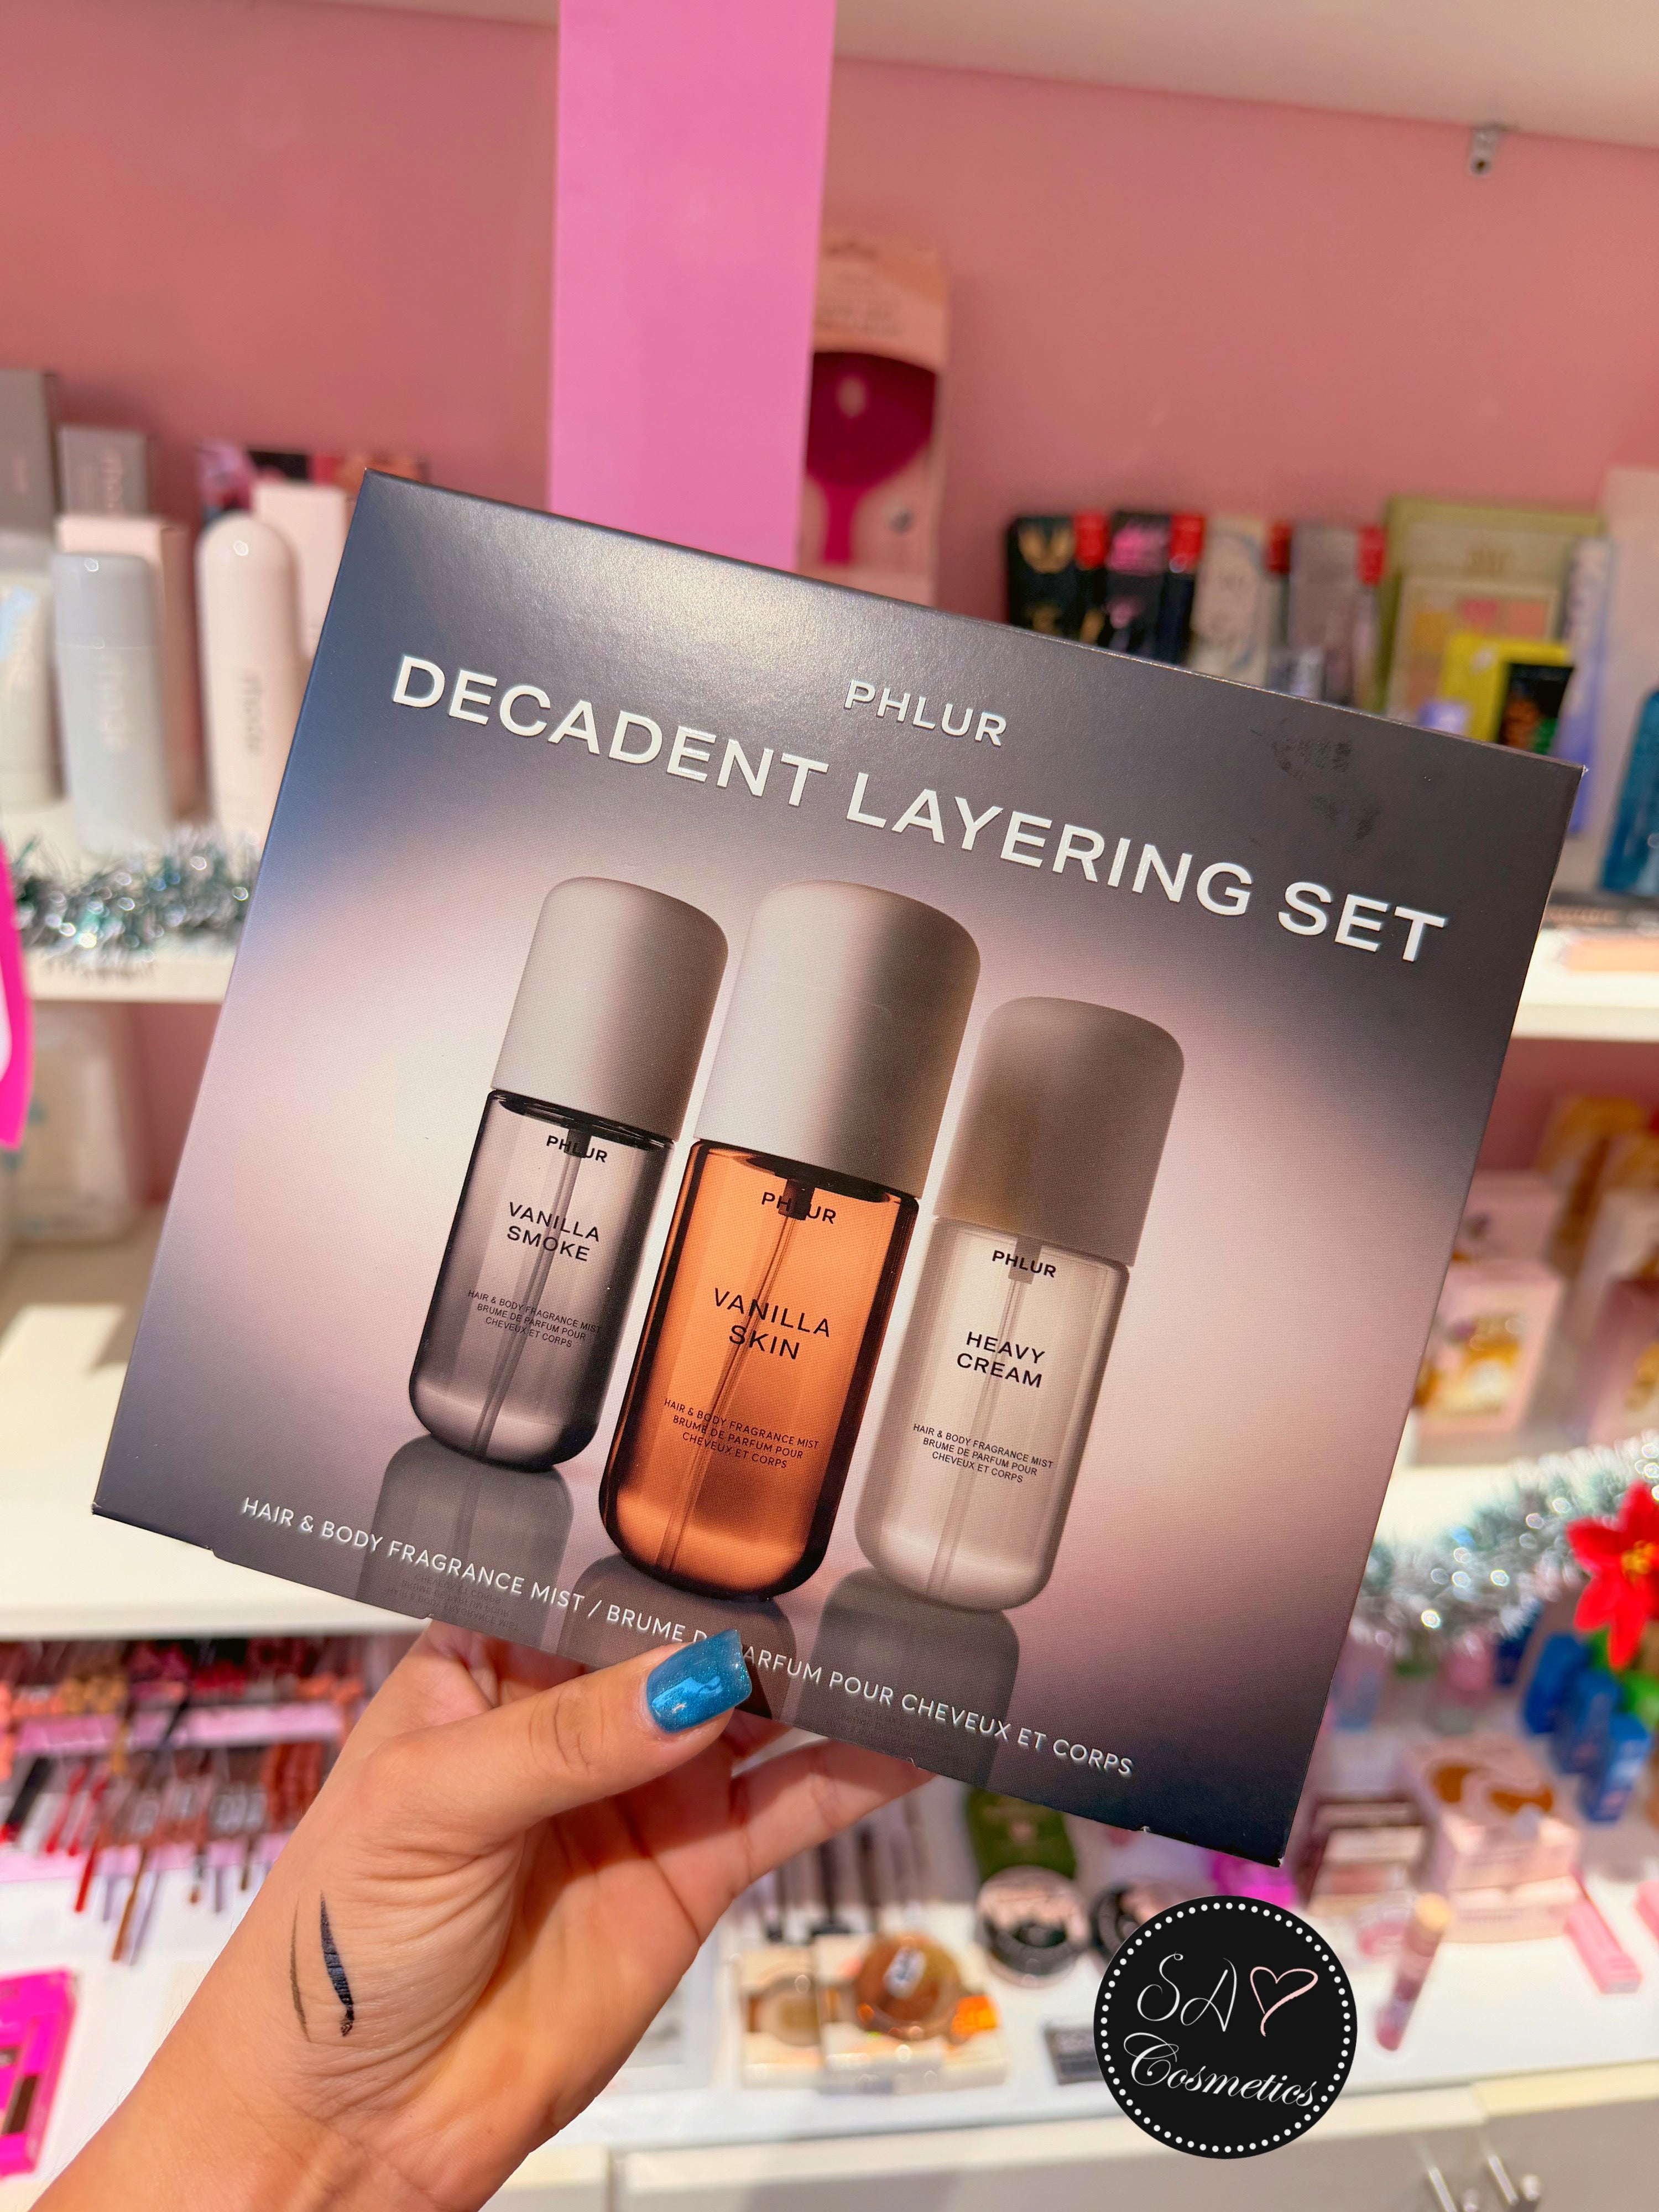 PHLUR
DECADENT LAYERING SET
PHLUR
VANILLA
SMOKE
HAIR & BODY FRAGRANCE MIST
BRUME DE PARFUM POUR
CHEVEUX ET CORPS
PHLUR
VANILLA
SKIN
HAIR & BODY FRAGRANCE MIST
BRUME DE PARFUM POUR
CHEVEUX ET CORPS
PHLUR
HEAVY
CREAM
HAIR & BODY FRAGRANCE MIST
BRUME DE PARFUM POUR
CHEVEUX ET CORPS
HAIR & BODY FRAGRANCE MIST / BRUME DE PARFUM POUR CHEVEUX ET CORPS
rhode
rhode
SA
Cosmetics